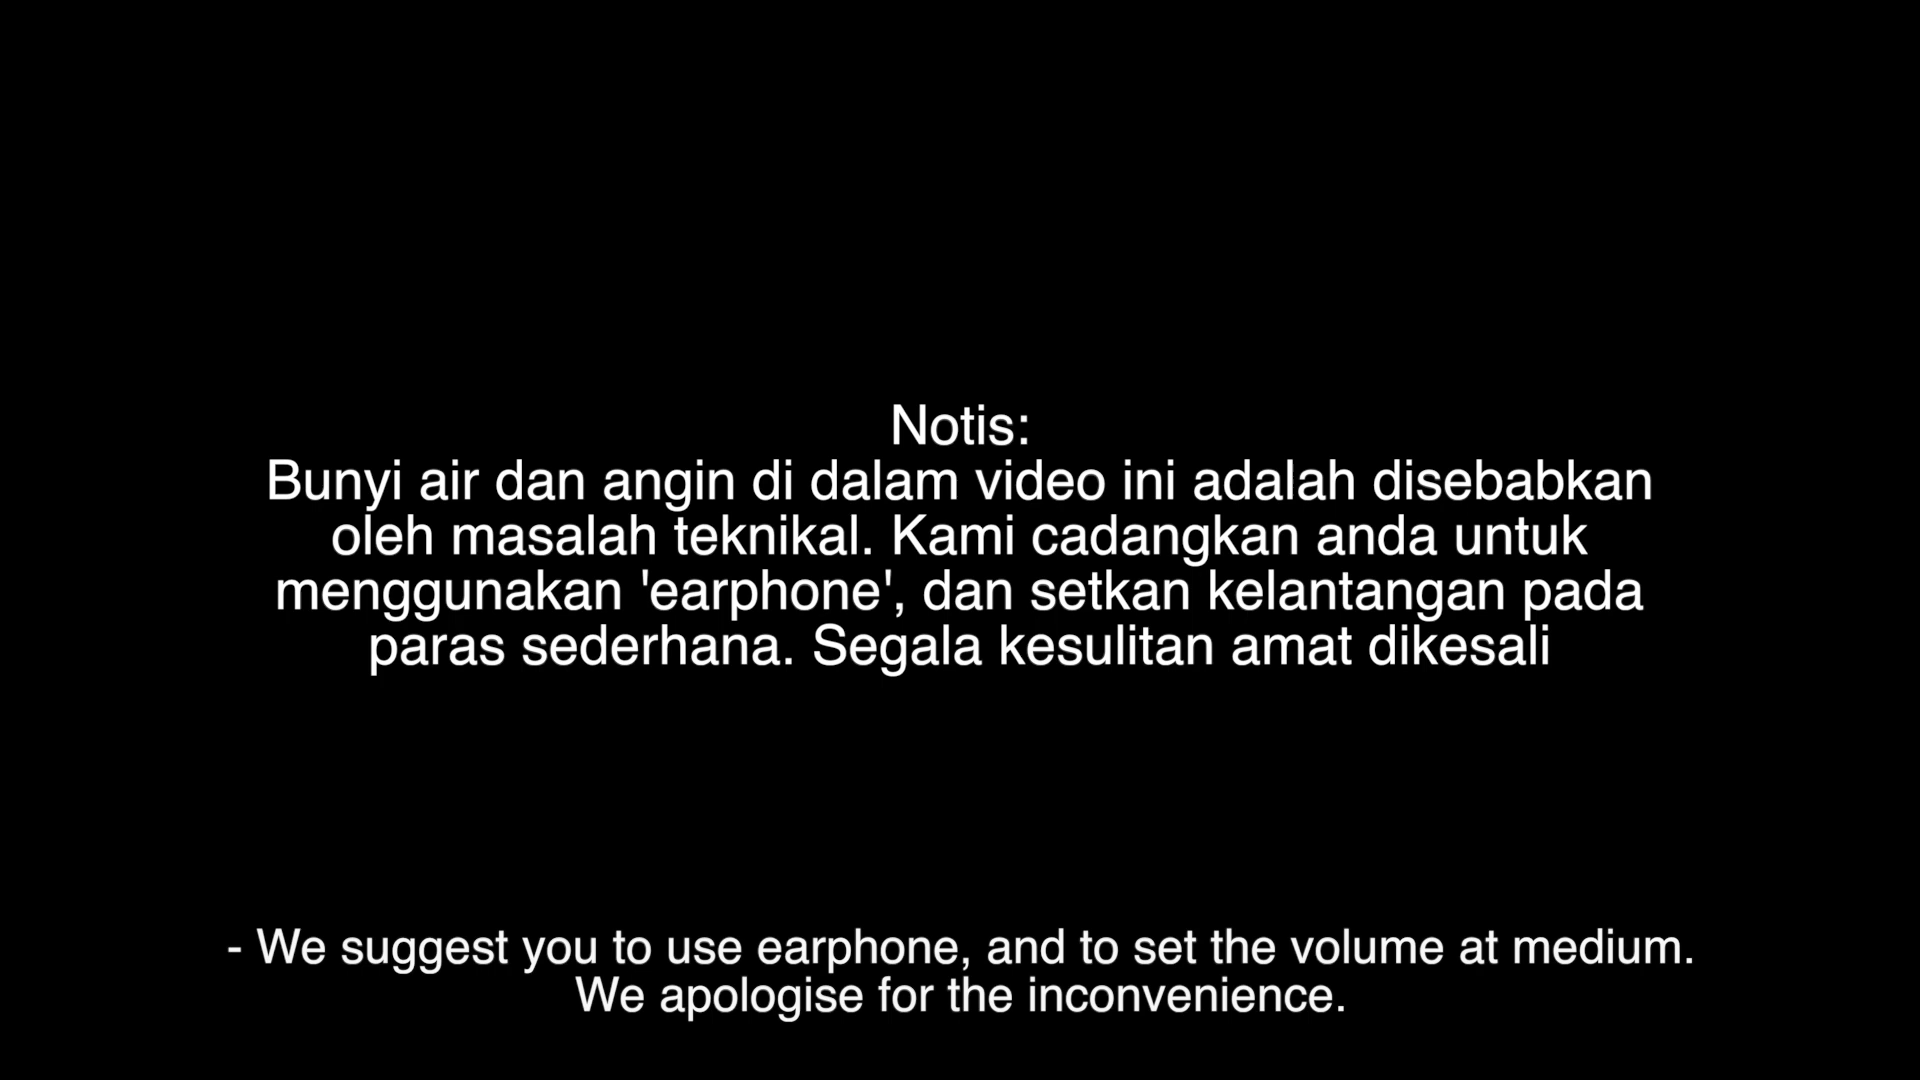 Notis:
Bunyi air dan angin di dalam video ini adalah disebabkan
oleh masalah teknikal. Kami cadangkan anda untuk
menggunakan 'earphone', dan setkan kelantangan pada
paras sederhana. Segala kesulitan amat dikesali
- We suggest you to use earphone, and to set the volume at medium.
We apologise for the inconvenience.